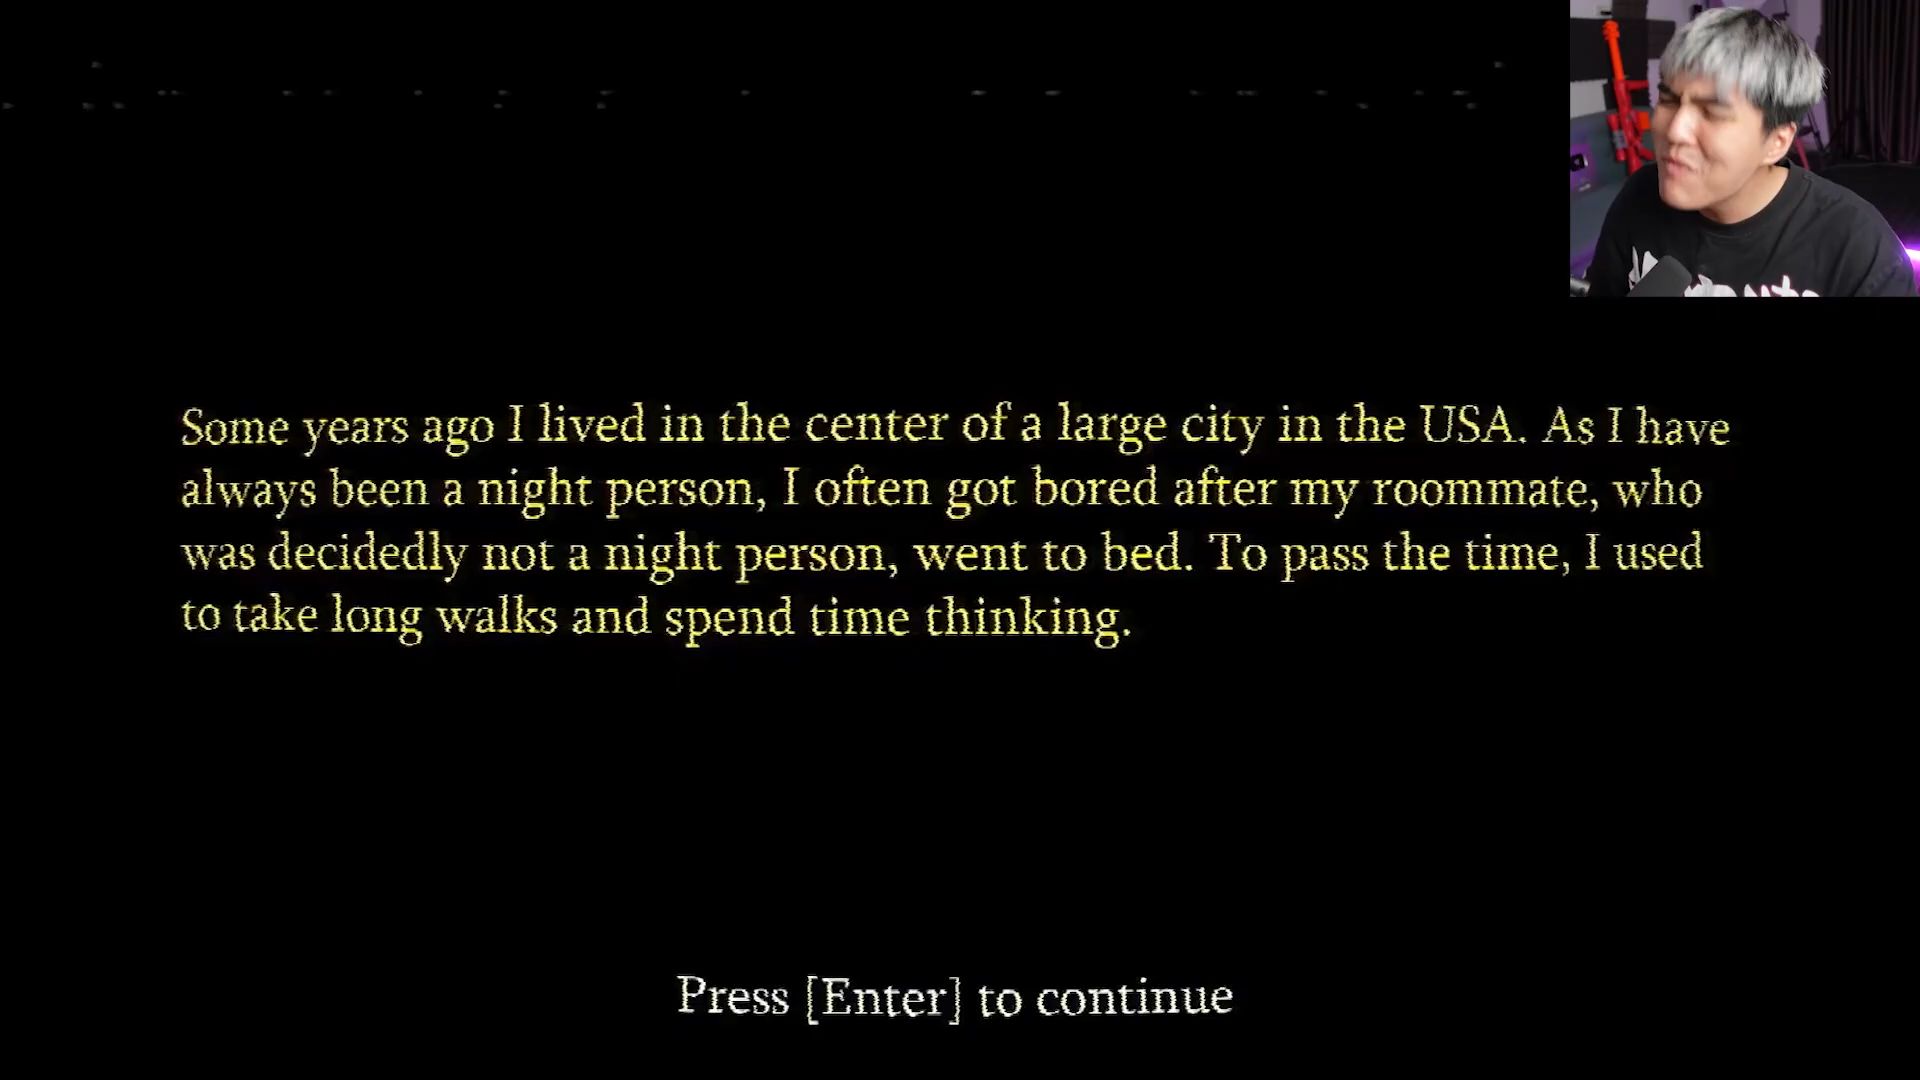 Some years ago I lived in the center of a large city in the USA. As I have
always been a night person, I often got bored after my roommate, who
was decidedly not a night person, went to bed. To pass the time, I used
to take long walks and spend time thinking.
Press [Enter] to continue